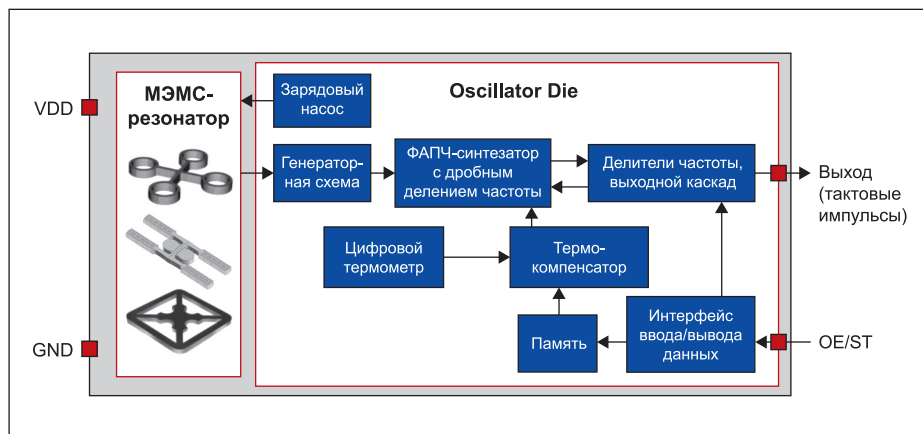 VDD
GND
МЭМС-
резонатор
Oscillator Die
Зарядовый
насос
Генератор-
ная схема
ФАПЧ-синтезатор
с дробным
делением частоты
Делители частоты,
выходной каскад
Выход
(тактовые
импульсы)
Цифровой
термометр
Термо-
компенсатор
Память
Интерфейс
ввода/вывода
данных
OE/ST